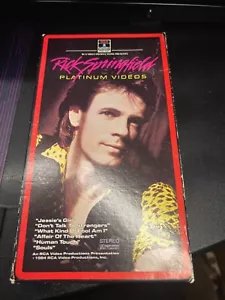 Rick Springfield
PLATINUM VIDEOS
"Jessie's Girl"
"Don't Talk To Strangers"
"What Kind Of Fool Am I"
"Affair Of The Heart"
"Human Touch"
"Souls"
STEREO
An RCA Video Productions Presentation
1984 RCA Video Productions, Inc.